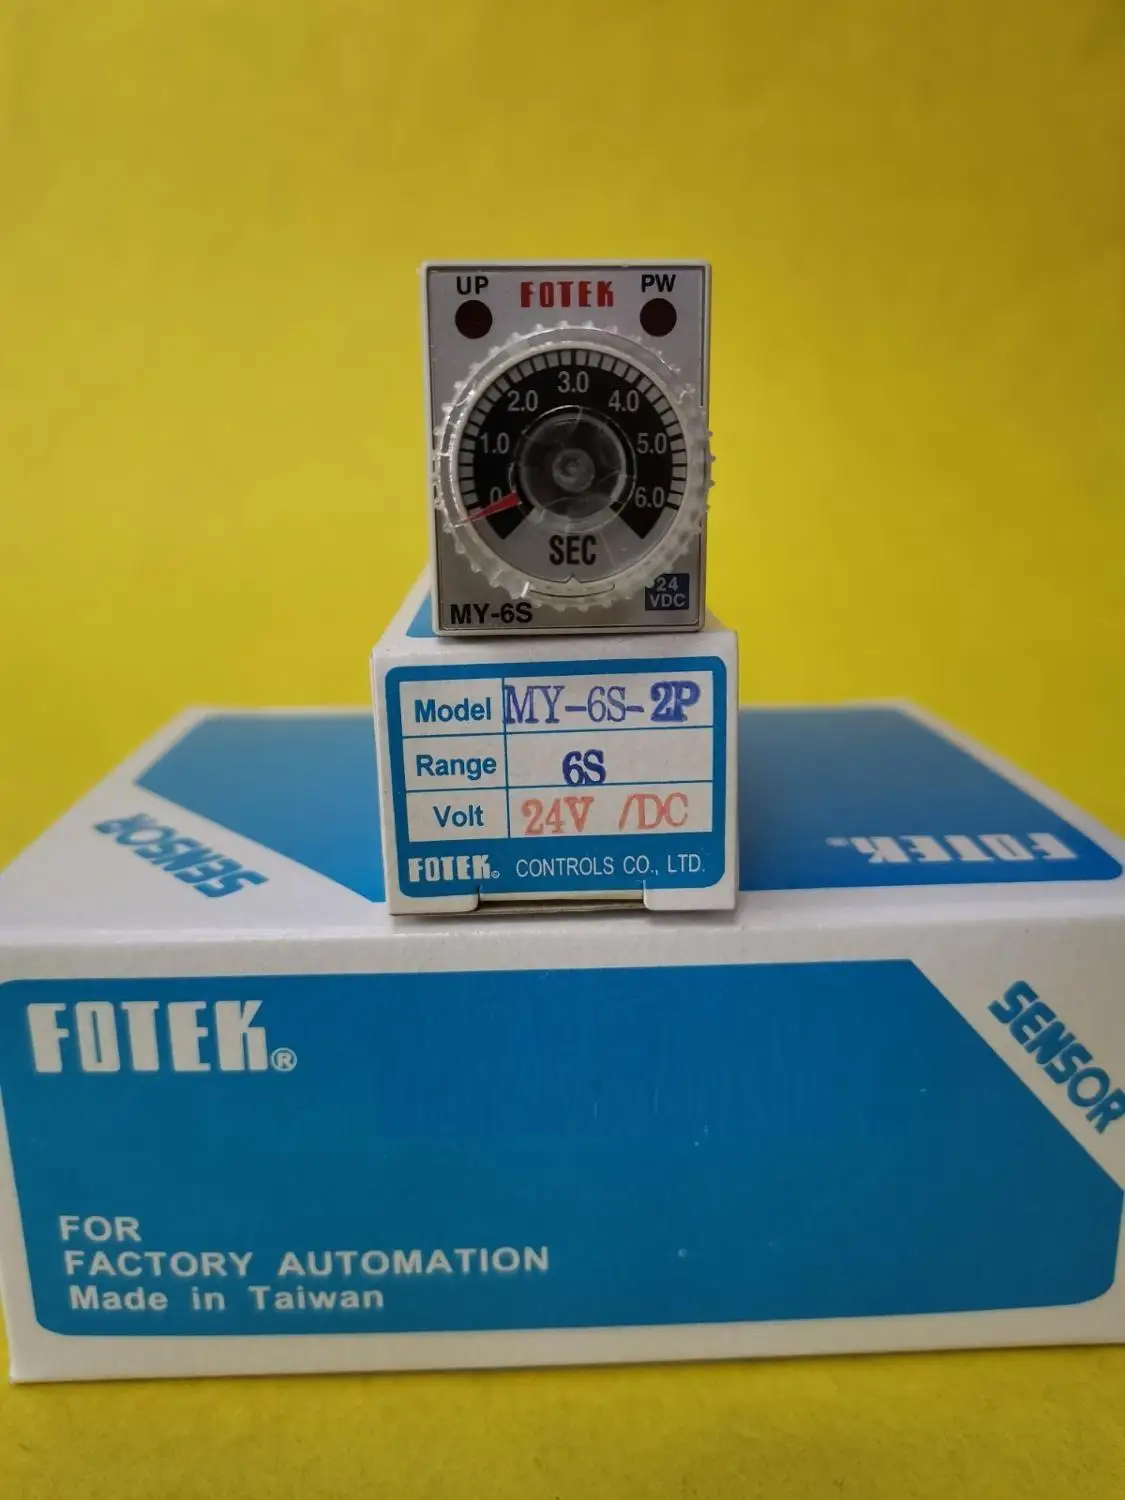 UP FOTEK PW
3.0
2.0 4.0
1.0 5.0
0 6.0
SEC
24
VDC
MY-6S
Model MY-6S-2P
Range 6S
Volt 24V /DC
FOTEK® CONTROLS CO., LTD.
SENSOR
FOTEK®
FOTEK®
SENSOR
FOR
FACTORY AUTOMATION
Made in Taiwan